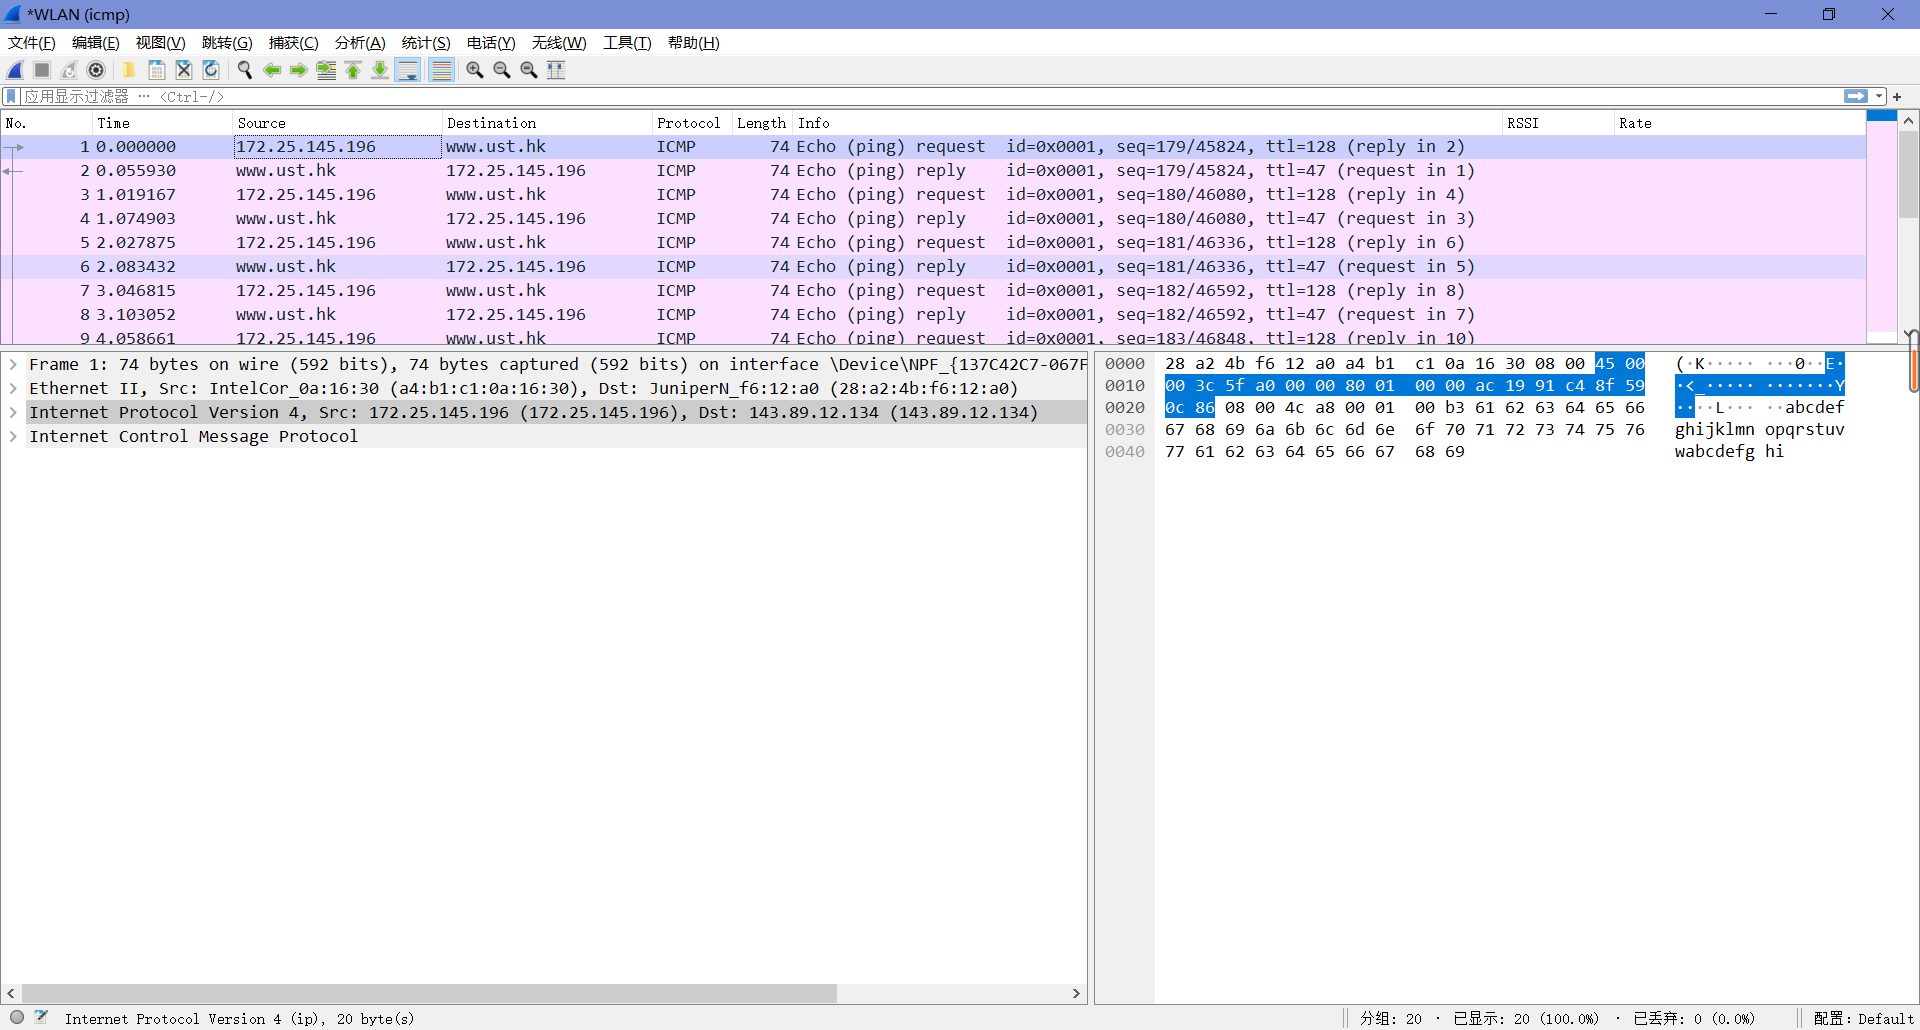 *WLAN (icmp)
文件(F) 编辑(E) 视图(V) 跳转(G) 捕获(C) 分析(A) 统计(S) 电话(Y) 无线(W) 工具(T) 帮助(H)
应用显示过滤器 … <Ctrl-/>
No. Time Source Destination Protocol Length Info RSSI Rate
1 0.000000 172.25.145.196 www.ust.hk ICMP 74 Echo (ping) request id=0x0001, seq=179/45824, ttl=128 (reply in 2)
2 0.055930 www.ust.hk 172.25.145.196 ICMP 74 Echo (ping) reply id=0x0001, seq=179/45824, ttl=47 (request in 1)
3 1.019167 172.25.145.196 www.ust.hk ICMP 74 Echo (ping) request id=0x0001, seq=180/46080, ttl=128 (reply in 4)
4 1.074903 www.ust.hk 172.25.145.196 ICMP 74 Echo (ping) reply id=0x0001, seq=180/46080, ttl=47 (request in 3)
5 2.027875 172.25.145.196 www.ust.hk ICMP 74 Echo (ping) request id=0x0001, seq=181/46336, ttl=128 (reply in 6)
6 2.083432 www.ust.hk 172.25.145.196 ICMP 74 Echo (ping) reply id=0x0001, seq=181/46336, ttl=47 (request in 5)
7 3.046815 172.25.145.196 www.ust.hk ICMP 74 Echo (ping) request id=0x0001, seq=182/46592, ttl=128 (reply in 8)
8 3.103052 www.ust.hk 172.25.145.196 ICMP 74 Echo (ping) reply id=0x0001, seq=182/46592, ttl=47 (request in 7)
9 4.058661 172.25.145.196 www.ust.hk ICMP 74 Echo (ping) request id=0x0001, seq=183/46848, ttl=128 (reply in 10)
Frame 1: 74 bytes on wire (592 bits), 74 bytes captured (592 bits) on interface \Device\NPF_{137C42C7-067F
Ethernet II, Src: IntelCor_0a:16:30 (a4:b1:c1:0a:16:30), Dst: JuniperN_f6:12:a0 (28:a2:4b:f6:12:a0)
Internet Protocol Version 4, Src: 172.25.145.196 (172.25.145.196), Dst: 143.89.12.134 (143.89.12.134)
Internet Control Message Protocol
0000 28 a2 4b f6 12 a0 a4 b1 c1 0a 16 30 08 00 45 00 (·K····· ···0··E·
0010 00 3c 5f a0 00 00 80 01 00 00 ac 19 91 c4 8f 59 ·<_····· ·······Y
0020 0c 86 08 00 4c a8 00 01 00 b3 61 62 63 64 65 66 ····L··· ··abcdef
0030 67 68 69 6a 6b 6c 6d 6e 6f 70 71 72 73 74 75 76 ghijklmn opqrstuv
0040 77 61 62 63 64 65 66 67 68 69 wabcdefg hi
Internet Protocol Version 4 (ip), 20 byte(s) 分组: 20 · 已显示: 20 (100.0%) · 已丢弃: 0 (0.0%) 配置: Default